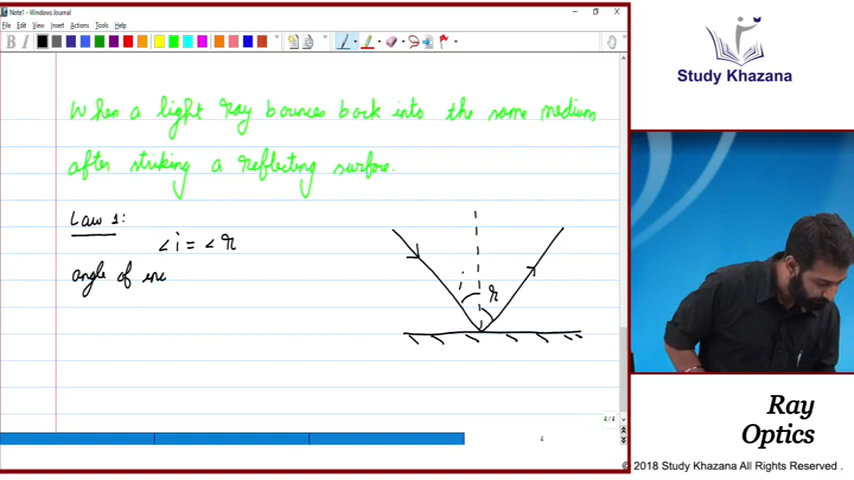 Note1 - Windows Journal
File Edit View Insert Actions Tools Help
B I
Study Khazana
When a light ray bounces back into the same medium
after striking a reflecting surface.
Law 1:
∠i = ∠r
angle of inc
i
r
4/4
4
Ray
Optics
© 2018 Study Khazana All Rights Reserved .